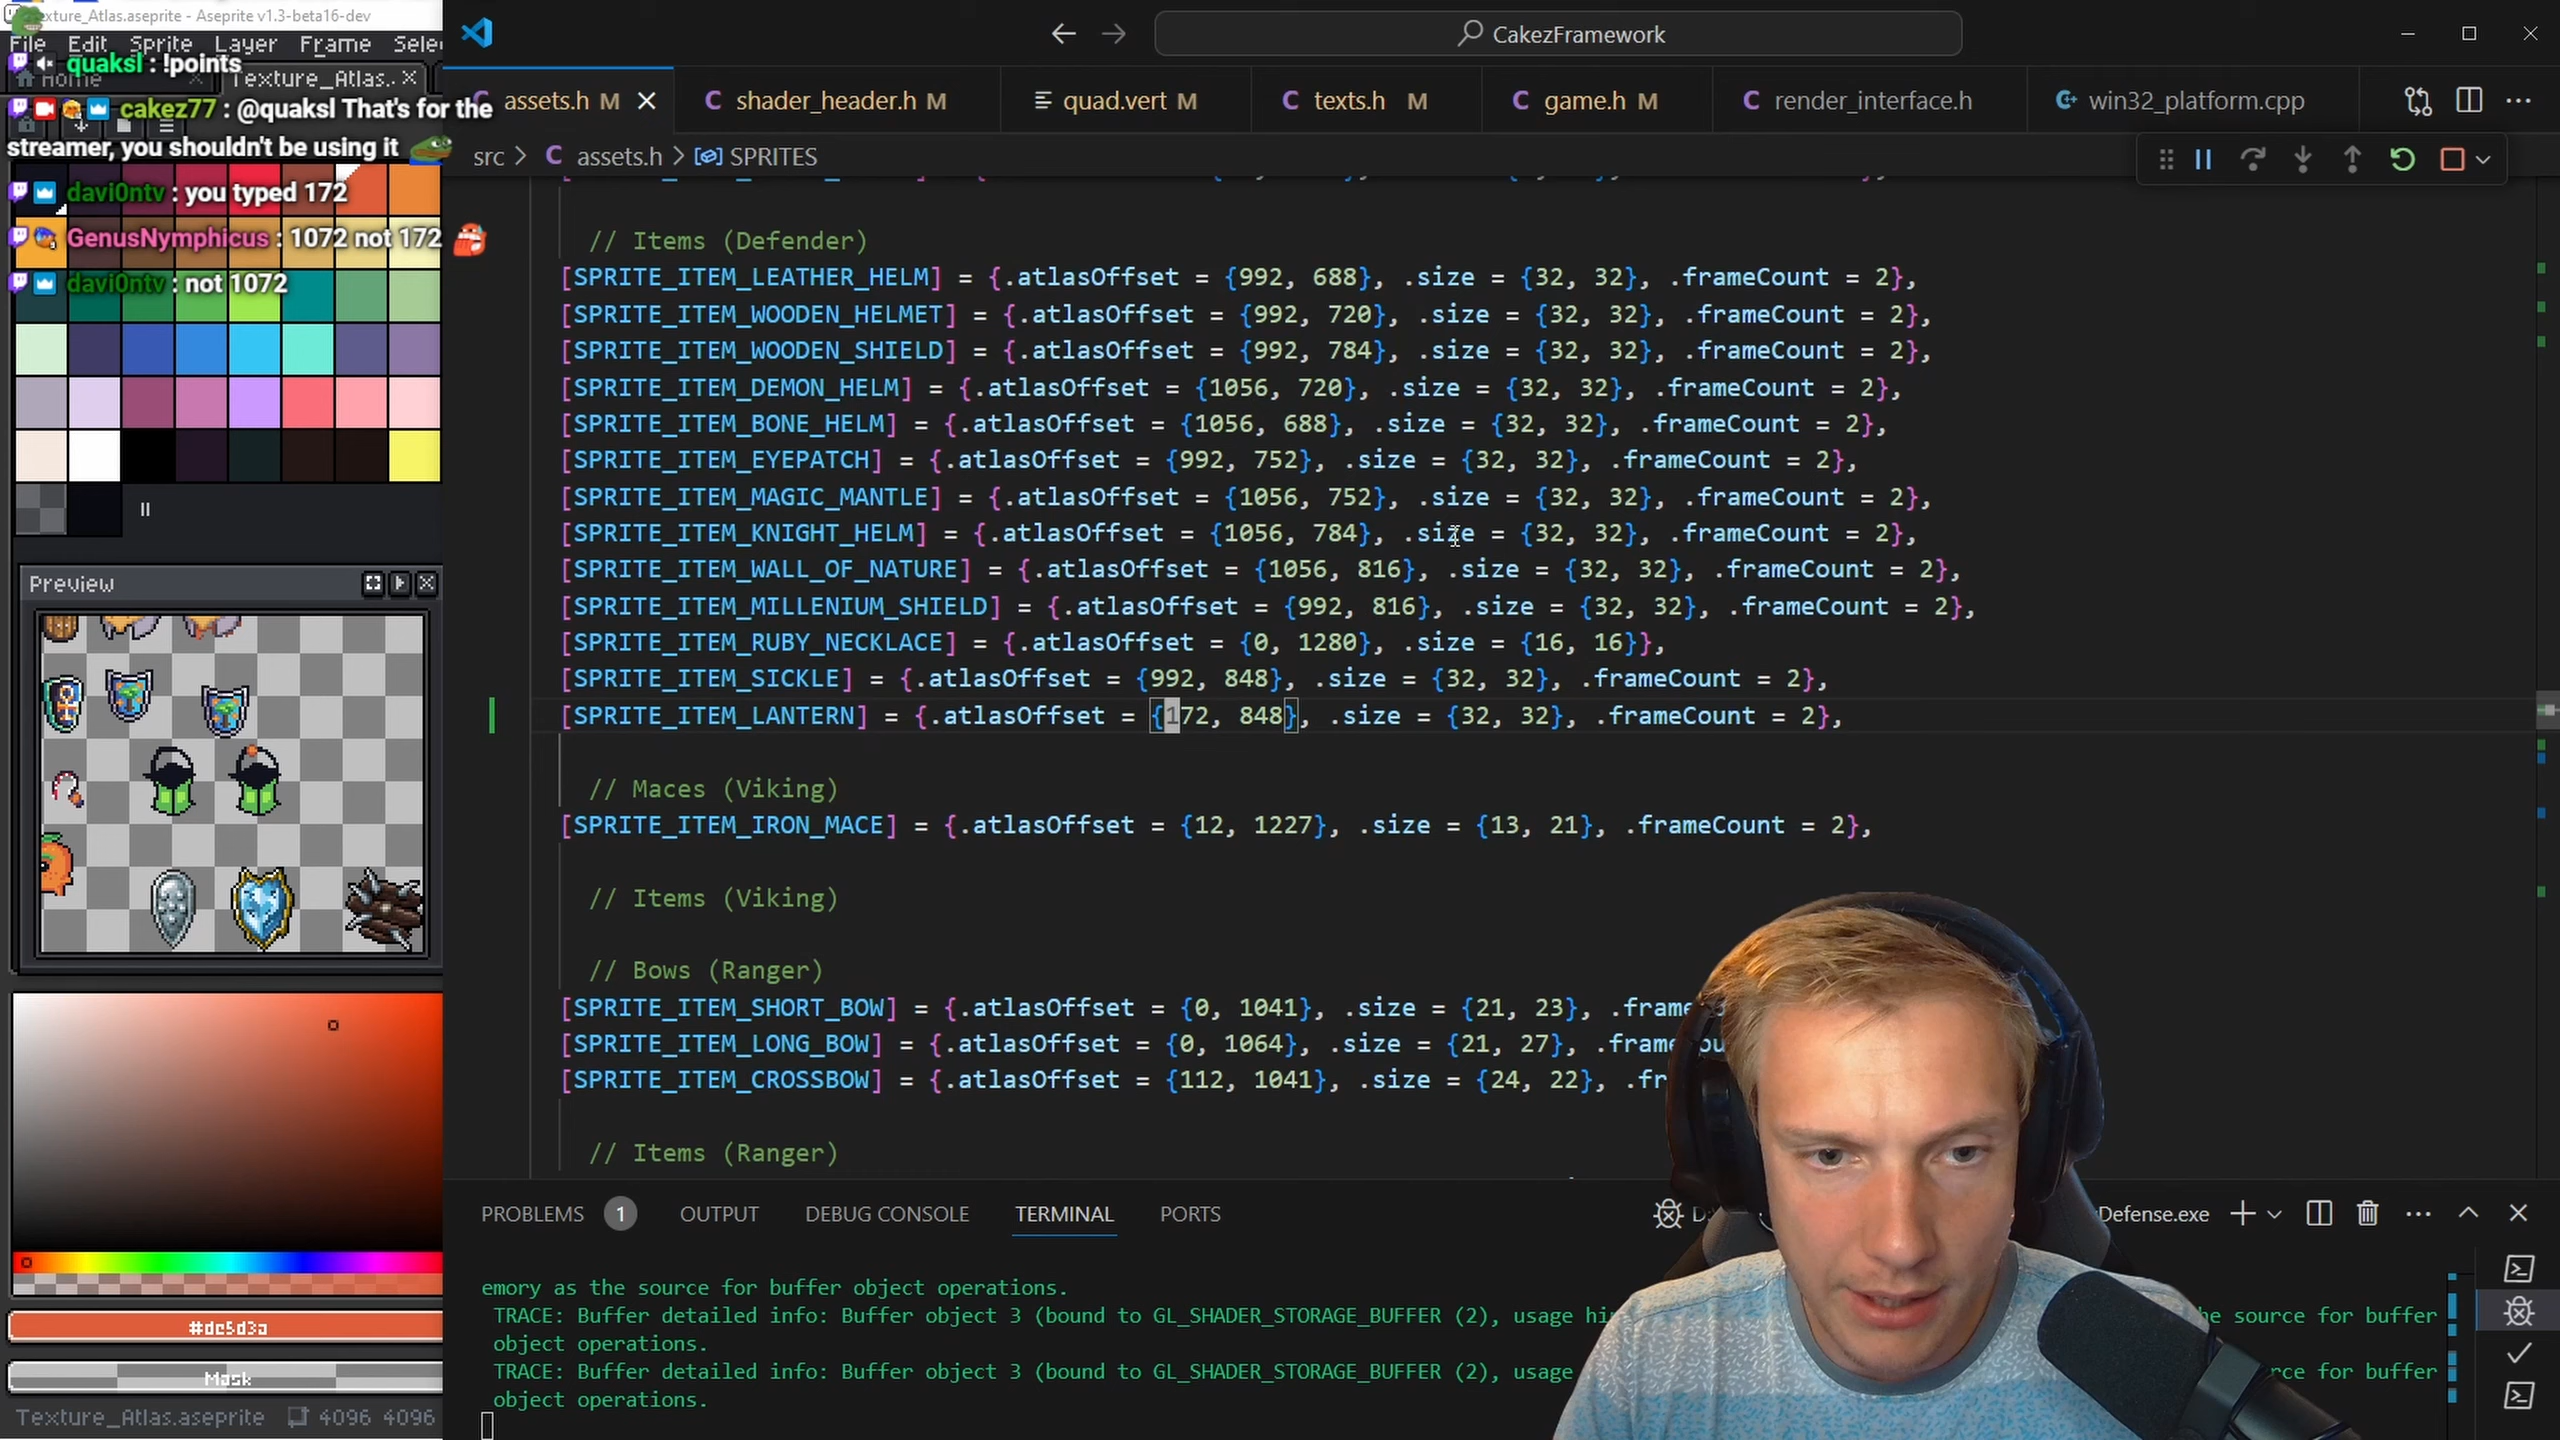 Texture_Atlas.aseprite - Aseprite v1.3-beta16-dev
File Edit Sprite Layer Frame Sele
quaksl : !points
Home Texture_Atlas..
cakez77 : @quaksl That's for the
streamer, you shouldn't be using it
davi0ntv : you typed 172
GenusNymphicus : 1072 not 172
davi0ntv : not 1072
Preview
#de5d3a
Mask
Texture_Atlas.aseprite 4096 4096
CakezFramework
assets.h M shader_header.h M quad.vert M texts.h M game.h M render_interface.h win32_platform.cpp
src > C assets.h > SPRITES
// Items (Defender)
[SPRITE_ITEM_LEATHER_HELM] = {.atlasOffset = {992, 688}, .size = {32, 32}, .frameCount = 2},
[SPRITE_ITEM_WOODEN_HELMET] = {.atlasOffset = {992, 720}, .size = {32, 32}, .frameCount = 2},
[SPRITE_ITEM_WOODEN_SHIELD] = {.atlasOffset = {992, 784}, .size = {32, 32}, .frameCount = 2},
[SPRITE_ITEM_DEMON_HELM] = {.atlasOffset = {1056, 720}, .size = {32, 32}, .frameCount = 2},
[SPRITE_ITEM_BONE_HELM] = {.atlasOffset = {1056, 688}, .size = {32, 32}, .frameCount = 2},
[SPRITE_ITEM_EYEPATCH] = {.atlasOffset = {992, 752}, .size = {32, 32}, .frameCount = 2},
[SPRITE_ITEM_MAGIC_MANTLE] = {.atlasOffset = {1056, 752}, .size = {32, 32}, .frameCount = 2},
[SPRITE_ITEM_KNIGHT_HELM] = {.atlasOffset = {1056, 784}, .size = {32, 32}, .frameCount = 2},
[SPRITE_ITEM_WALL_OF_NATURE] = {.atlasOffset = {1056, 816}, .size = {32, 32}, .frameCount = 2},
[SPRITE_ITEM_MILLENIUM_SHIELD] = {.atlasOffset = {992, 816}, .size = {32, 32}, .frameCount = 2},
[SPRITE_ITEM_RUBY_NECKLACE] = {.atlasOffset = {0, 1280}, .size = {16, 16}},
[SPRITE_ITEM_SICKLE] = {.atlasOffset = {992, 848}, .size = {32, 32}, .frameCount = 2},
[SPRITE_ITEM_LANTERN] = {.atlasOffset = {172, 848}, .size = {32, 32}, .frameCount = 2},
// Maces (Viking)
[SPRITE_ITEM_IRON_MACE] = {.atlasOffset = {12, 1227}, .size = {13, 21}, .frameCount = 2},
// Items (Viking)
// Bows (Ranger)
[SPRITE_ITEM_SHORT_BOW] = {.atlasOffset = {0, 1041}, .size = {21, 23}, .frame
[SPRITE_ITEM_LONG_BOW] = {.atlasOffset = {0, 1064}, .size = {21, 27}, .frame
[SPRITE_ITEM_CROSSBOW] = {.atlasOffset = {112, 1041}, .size = {24, 22}, .fr
// Items (Ranger)
PROBLEMS 1 OUTPUT DEBUG CONSOLE TERMINAL PORTS Defense.exe
emory as the source for buffer object operations.
TRACE: Buffer detailed info: Buffer object 3 (bound to GL_SHADER_STORAGE_BUFFER (2), usage hi he source for buffer
object operations.
TRACE: Buffer detailed info: Buffer object 3 (bound to GL_SHADER_STORAGE_BUFFER (2), usage rce for buffer
object operations.